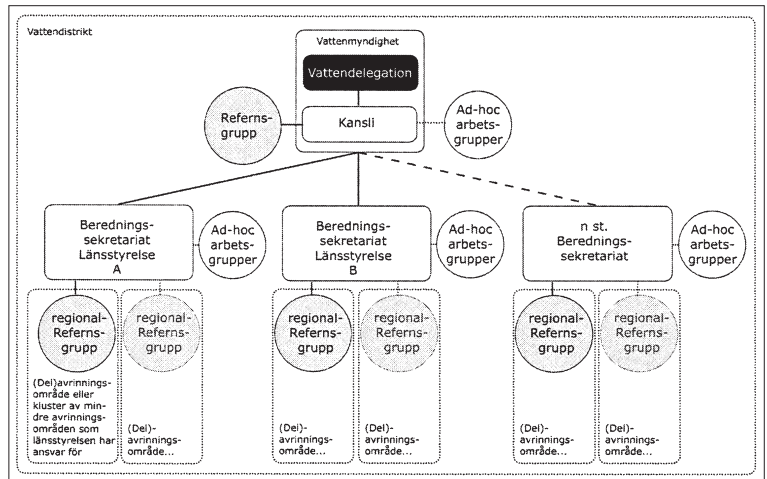 Vattendistrikt
Vattenmyndighet
Vattendelegation
Kansli
Referns-
grupp
Ad-hoc
arbets-
grupper
Berednings-
sekretariat
Länsstyrelse
A
Ad-hoc
arbets-
grupper
Berednings-
sekretariat
Länsstyrelse
B
Ad-hoc
arbets-
grupper
n st.
Berednings-
sekretariat
Ad-hoc
arbets-
grupper
regional-
Referns-
grupp
(Del)avrinnings-
område eller
kluster av min-
dre avrinnings-
områden som
länsstyrelsen har
ansvar för
regional-
Referns-
grupp
(Del)-
avrinnings-
område...
regional-
Referns-
grupp
(Del)-
avrinnings-
område...
regional-
Referns-
grupp
(Del)-
avrinnings-
område...
regional-
Referns-
grupp
(Del)-
avrinnings-
område...
regional-
Referns-
grupp
(Del)-
avrinnings-
område...